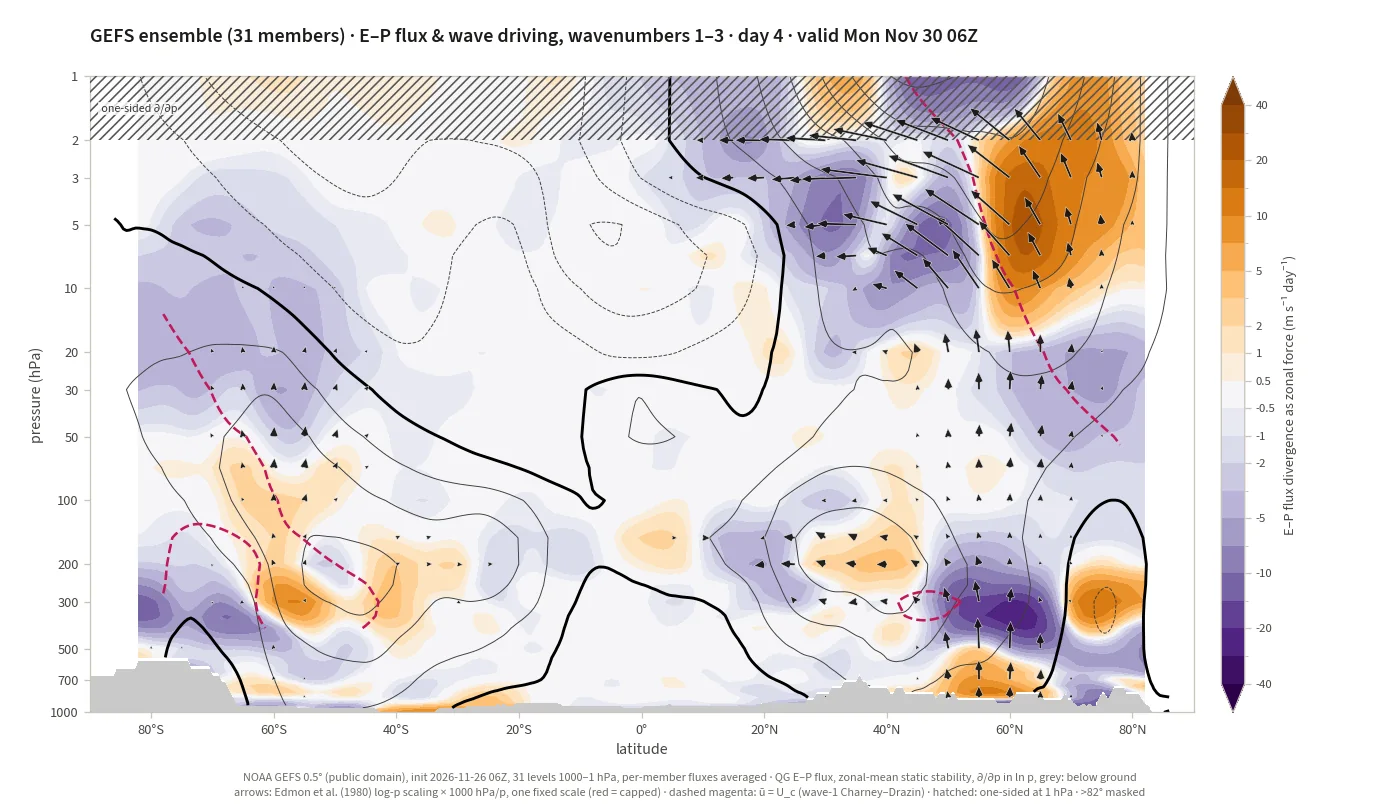 GEFS ensemble (31 members) · E–P flux & wave driving, wavenumbers 1–3 · day 4 · valid Mon Nov 30 06Z
one-sided ∂/∂p
pressure (hPa)
1
2
3
5
10
20
30
50
100
200
300
500
700
1000
80°S
60°S
40°S
20°S
0°
20°N
40°N
60°N
80°N
latitude
40
20
10
5
2
1
0.5
-0.5
-1
-2
-5
-10
-20
-40
E–P flux divergence as zonal force (m s⁻¹ day⁻¹)
NOAA GEFS 0.5° (public domain), init 2026-11-26 06Z, 31 levels 1000–1 hPa, per-member fluxes averaged · QG E–P flux, zonal-mean static stability, ∂/∂p in ln p, grey: below ground
arrows: Edmon et al. (1980) log-p scaling × 1000 hPa/p, one fixed scale (red = capped) · dashed magenta: ū = U_c (wave-1 Charney–Drazin) · hatched: one-sided at 1 hPa · >82° masked